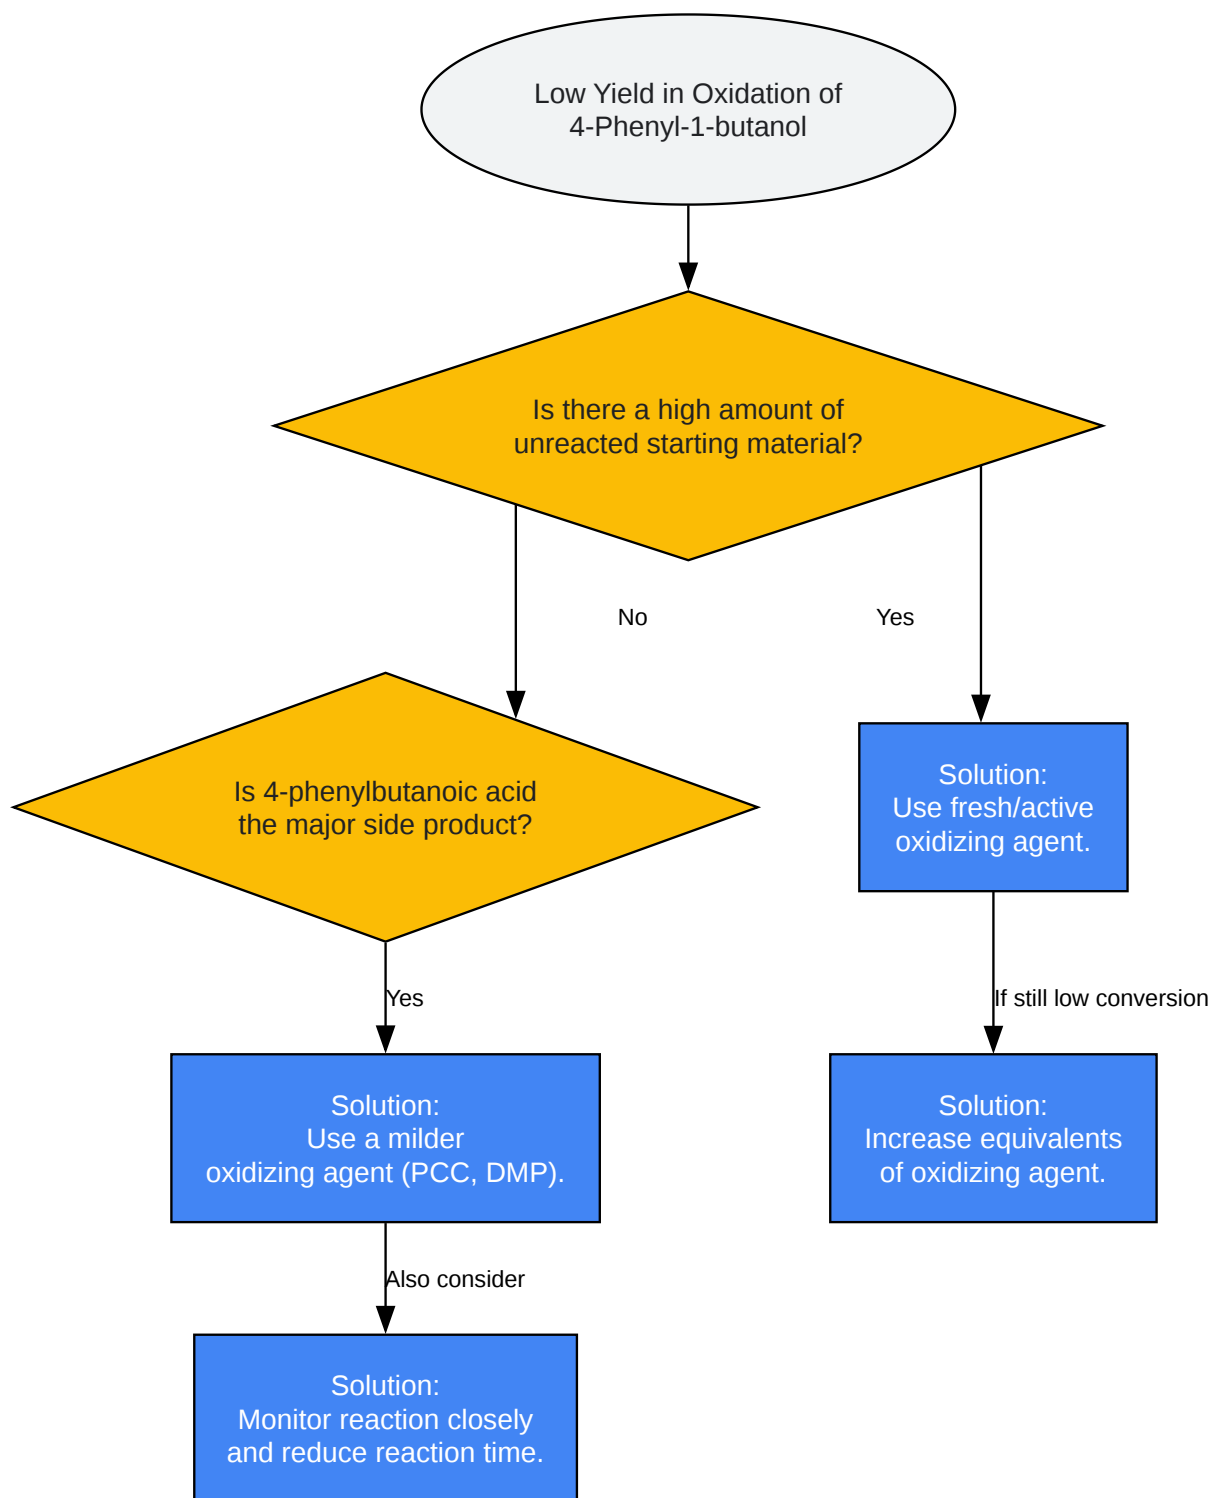 Low Yield in Oxidation of
4-Phenyl-1-butanol
Is there a high amount of
unreacted starting material?
No
Yes
Is 4-phenylbutanoic acid
the major side product?
Solution:
Use fresh/active
oxidizing agent.
Yes
If still low conversion
Solution:
Use a milder
oxidizing agent (PCC, DMP).
Solution:
Increase equivalents
of oxidizing agent.
Also consider
Solution:
Monitor reaction closely
and reduce reaction time.